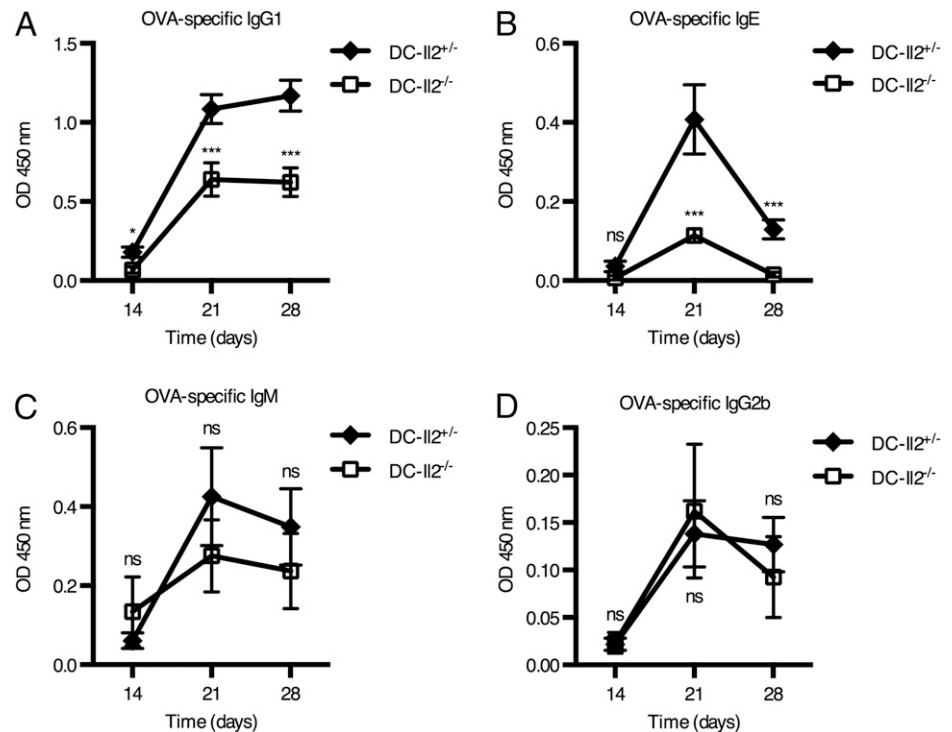 A
OVA-specific IgG1
OD 450 nm
1.5
1.0
0.5
0.0
*
***
***
14 21 28
Time (days)
DC-Il2+/-
DC-Il2-/-
B
OVA-specific IgE
OD 450 nm
0.6
0.4
0.2
0.0
ns
***
***
14 21 28
Time (days)
DC-Il2+/-
DC-Il2-/-
C
OVA-specific IgM
OD 450 nm
0.6
0.4
0.2
0.0
ns
ns
ns
14 21 28
Time (days)
DC-Il2+/-
DC-Il2-/-
D
OVA-specific IgG2b
OD 450 nm
0.25
0.20
0.15
0.10
0.05
0.00
ns
ns
ns
14 21 28
Time (days)
DC-Il2+/-
DC-Il2-/-